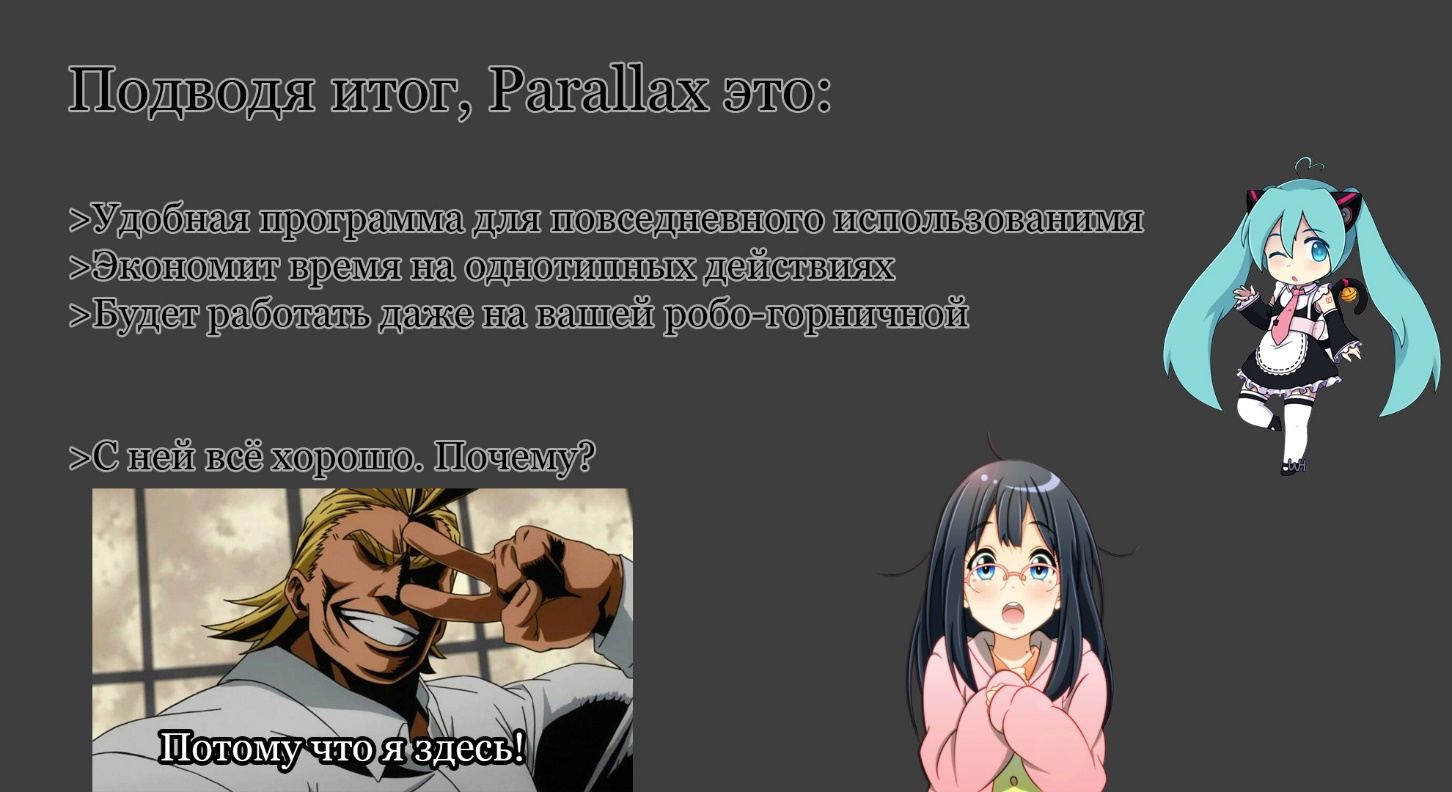 Подводя итог, Parallax это:
>Удобная программа для повседневного использованимя
>Экономит время на однотипных действиях
>Будет работать даже на вашей робо-горничной
>С ней всё хорошо. Почему?
Потому что я здесь!